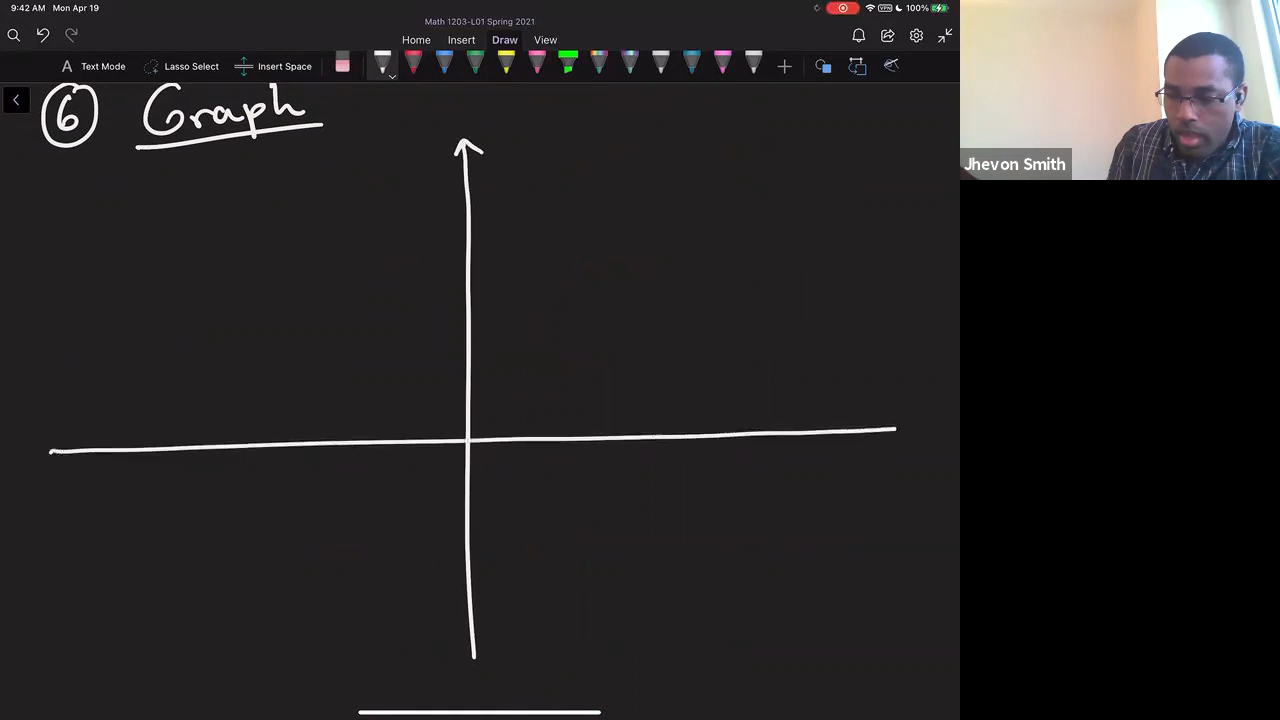 9:42 AM Mon Apr 19
VPN 100%
Math 1203-L01 Spring 2021
Home Insert Draw View
A Text Mode Lasso Select Insert Space
6 Graph
Jhevon Smith